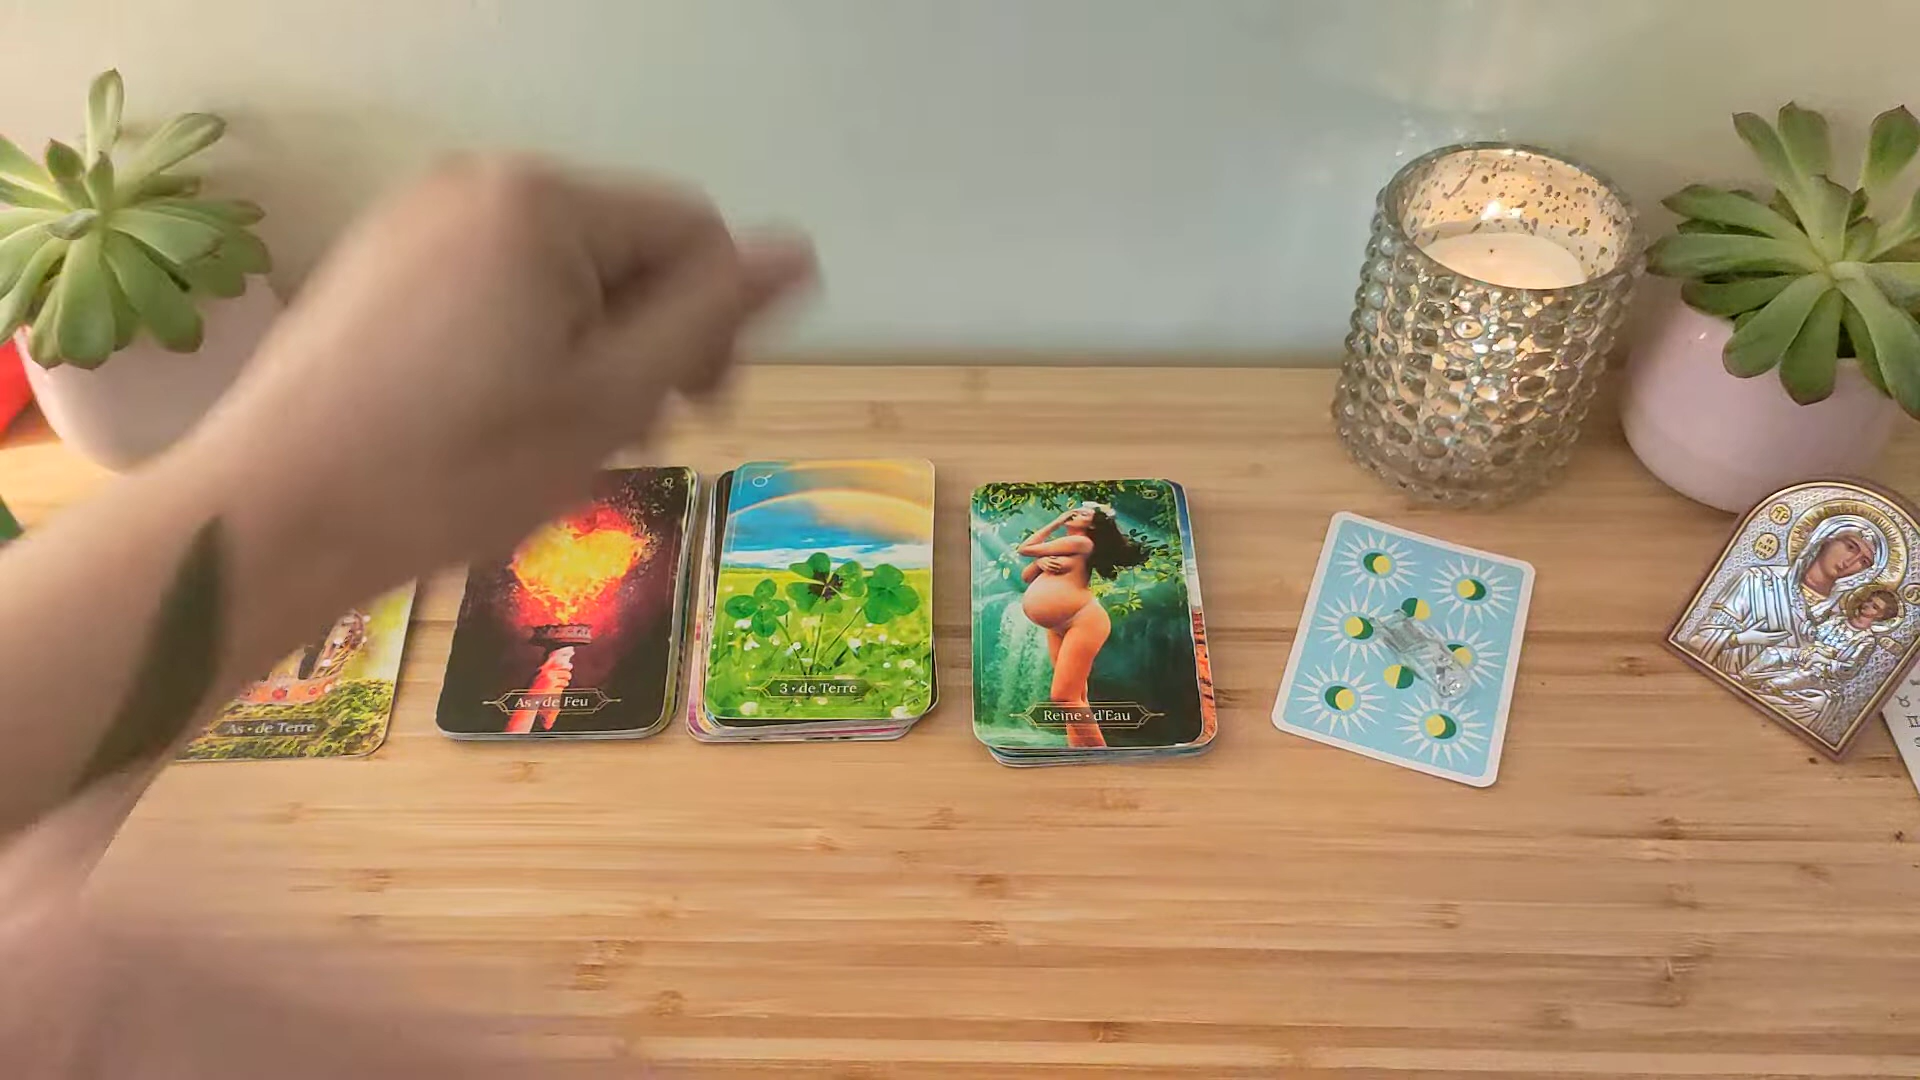 As • de Terre
As • de Feu
3 • de Terre
Reine • d'Eau